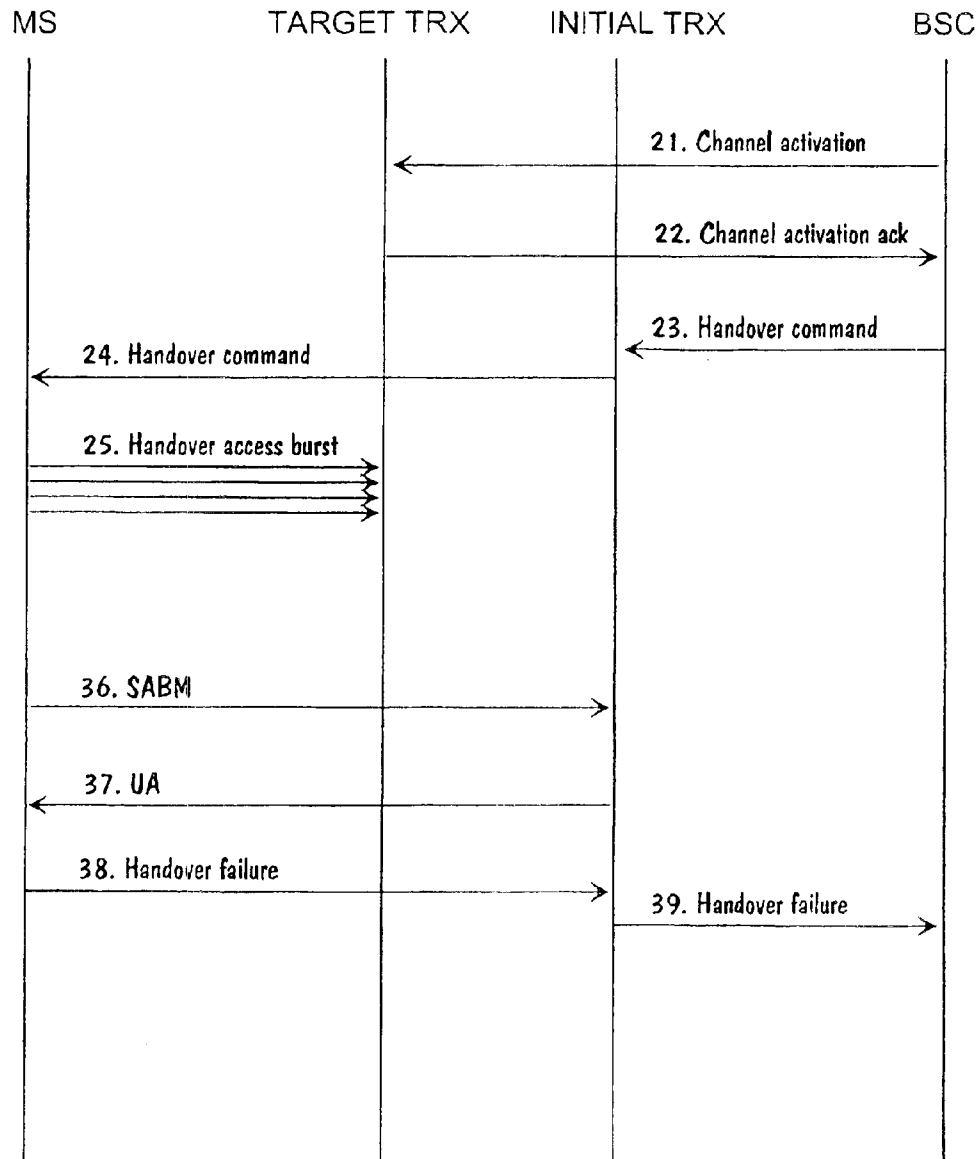 MS TARGET TRX INITIAL TRX BSC
21. Channel activation
22. Channel activation ack
23. Handover command
24. Handover command
25. Handover access burst
36. SABM
37. UA
38. Handover failure
39. Handover failure